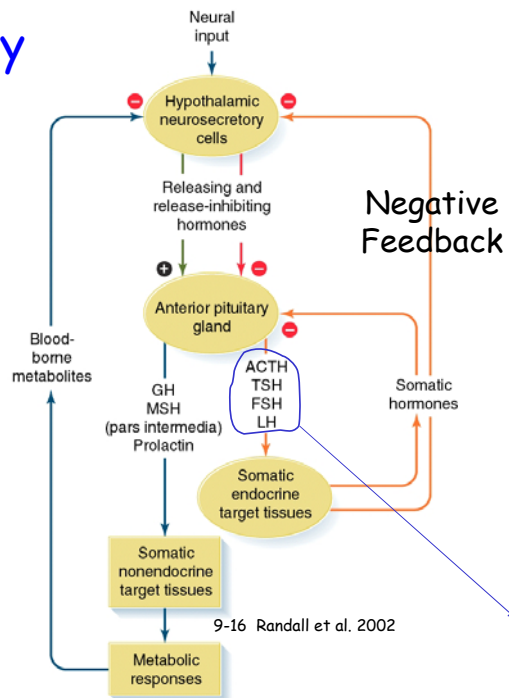 y
Neural
input
Hypothalamic
neurosecretory
cells
Releasing and
release-inhibiting
hormones
Negative
Feedback
Anterior pituitary
gland
Blood-
borne
metabolites
GH
MSH
(pars intermedia)
Prolactin
ACTH
TSH
FSH
LH
Somatic
hormones
Somatic
endocrine
target tissues
Somatic
nonendocrine
target tissues
9-16 Randall et al. 2002
Metabolic
responses